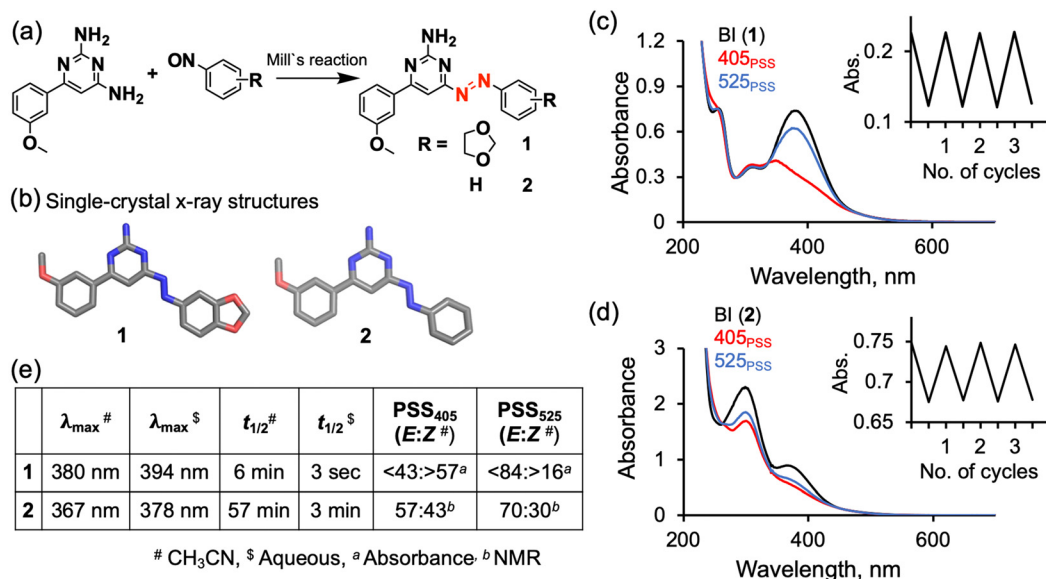 (a)
NH₂
N N
NH₂
O
+
ON
R
Mill`s reaction
NH₂
N N
N=N
R
O
R =
O O
1
H 2
(b) Single-crystal x-ray structures
1 2
(c)
BI (1)
405PSS
525PSS
1.2
0.9
0.6
0.3
0
Absorbance
200 400 600
Wavelength, nm
Abs.
0.2
0.1
1 2 3
No. of cycles
(d)
BI (2)
405PSS
525PSS
3
2
1
0
Absorbance
200 400 600
Wavelength, nm
Abs.
0.75
0.7
0.65
1 2 3
No. of cycles
(e)
λmax # λmax $ t1/2# t1/2 $ PSS405 (E:Z #) PSS525 (E:Z #)
1 380 nm 394 nm 6 min 3 sec <43:>57ᵃ <84:>16ᵃ
2 367 nm 378 nm 57 min 3 min 57:43ᵇ 70:30ᵇ
# CH₃CN, $ Aqueous, ᵃ Absorbance, ᵇ NMR